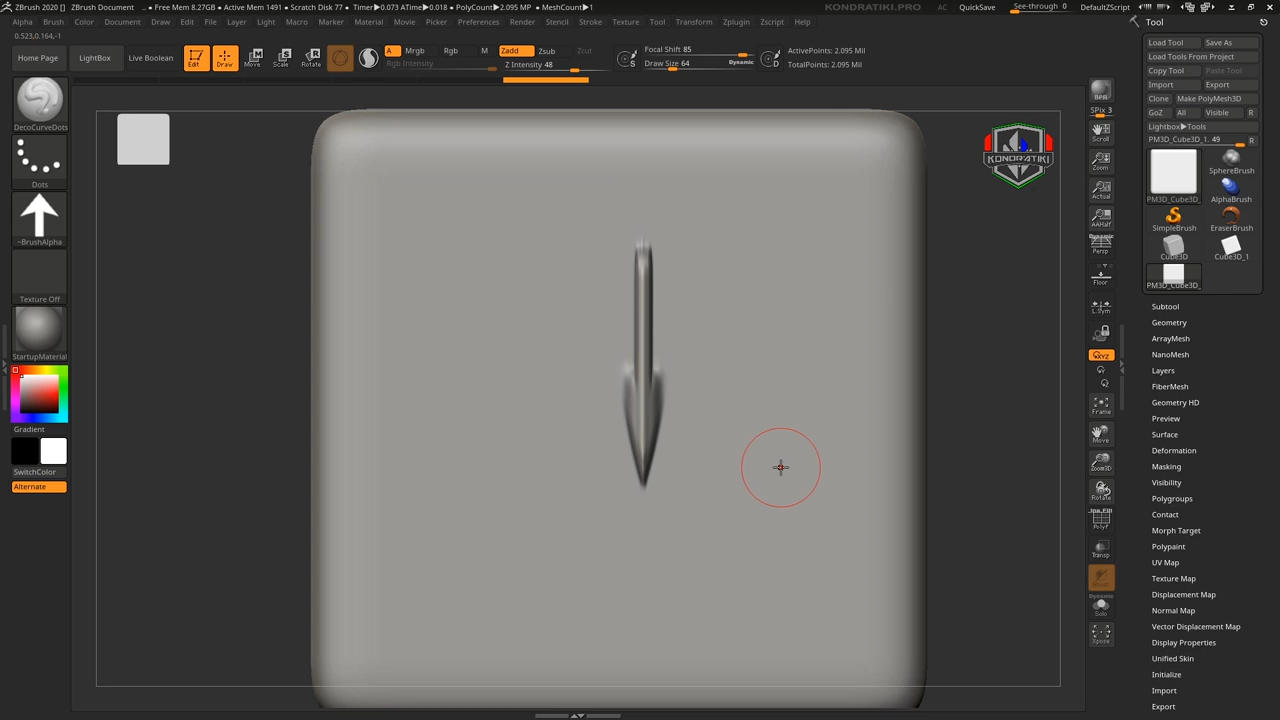 ZBrush 2020 [] ZBrush Document .. ● Free Mem 8.27GB ● Active Mem 1491 ● Scratch Disk 77 ● Timer▶0.073 ATime▶0.018 ● PolyCount▶2.095 MP ● MeshCount▶1 KONDRATIKI.PRO AC QuickSave See-through 0 Menus DefaultZScript
Alpha Brush Color Document Draw Edit File Layer Light Macro Marker Material Movie Picker Preferences Render Stencil Stroke Texture Tool Transform Zplugin Zscript Help
0.523,0.164,-1
Home Page LightBox Live Boolean Edit Draw Move Scale Rotate
A Mrgb Rgb M Zadd Zsub Zcut
Rgb Intensity Z Intensity 48
S Focal Shift 85
Draw Size 64 Dynamic D
ActivePoints: 2.095 Mil
TotalPoints: 2.095 Mil
DecoCurveDots
Dots
~BrushAlpha
Texture Off
StartupMaterial
Gradient
SwitchColor
Alternate
KONDRATIKI
BPR
SPix 3
Scroll
Zoom
Actual
AAHalf
Persp
Floor
L.Sym
XYZ
Frame
Move
Zoom3D
Rotate
Line Fill
PolyF
Transp
Dynamic
Solo
Xpose
Tool
Load Tool Save As
Load Tools From Project
Copy Tool Paste Tool
Import Export
Clone Make PolyMesh3D
GoZ All Visible R
Lightbox▶Tools
PM3D_Cube3D_1. 49 R
PM3D_Cube3D_ SphereBrush
AlphaBrush
SimpleBrush EraserBrush
Cube3D Cube3D_1
PM3D_Cube3D_
Subtool
Geometry
ArrayMesh
NanoMesh
Layers
FiberMesh
Geometry HD
Preview
Surface
Deformation
Masking
Visibility
Polygroups
Contact
Morph Target
Polypaint
UV Map
Texture Map
Displacement Map
Normal Map
Vector Displacement Map
Display Properties
Unified Skin
Initialize
Import
Export